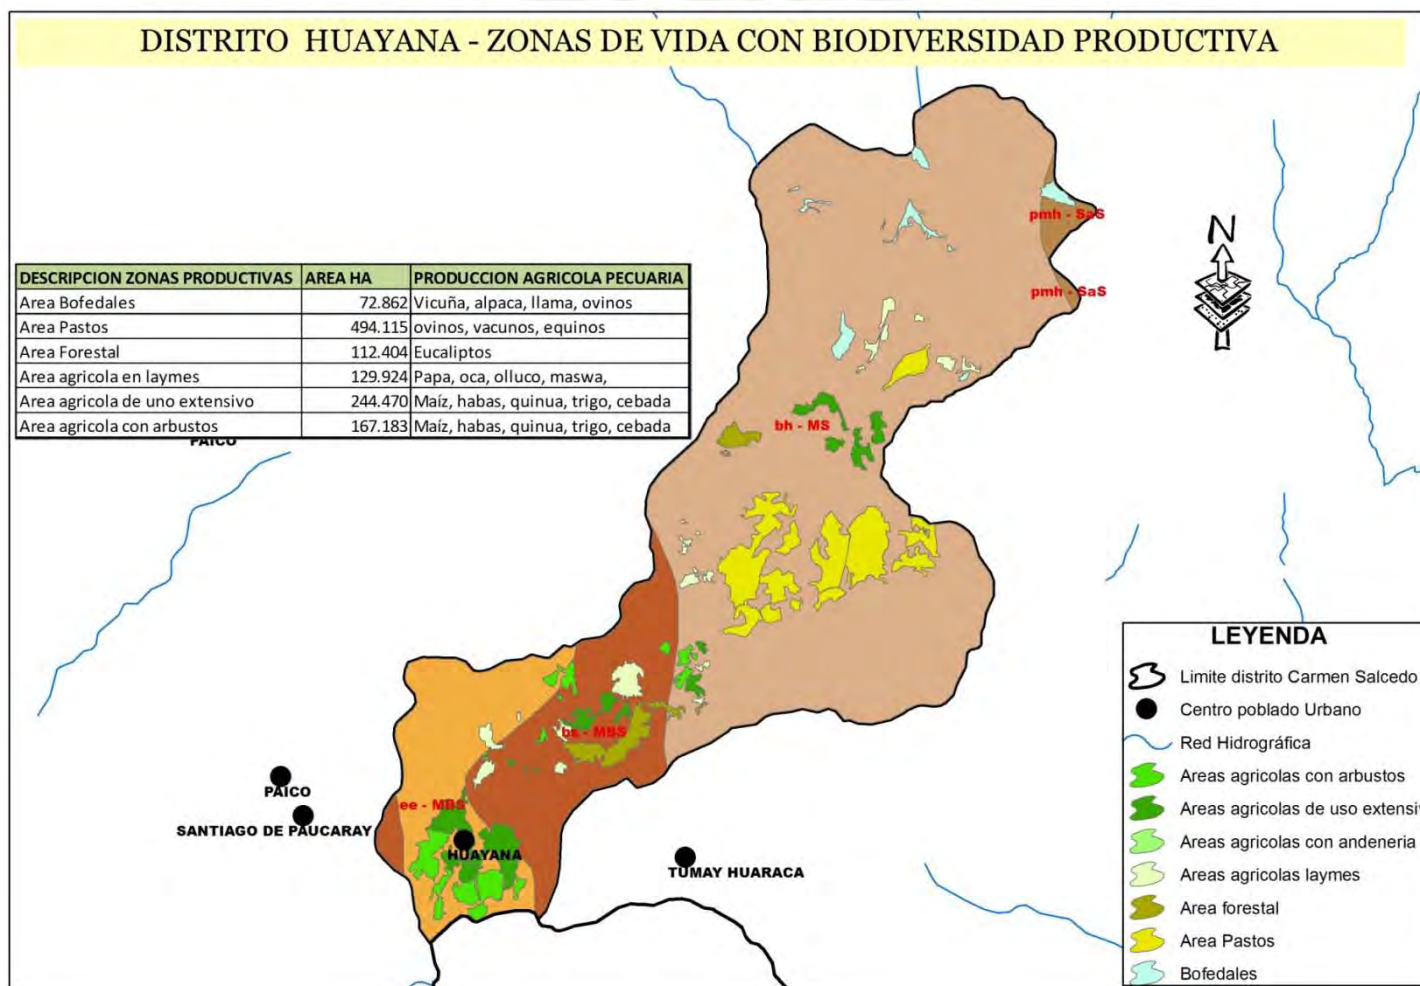 DISTRITO HUAYANA - ZONAS DE VIDA CON BIODIVERSIDAD PRODUCTIVA
pmh - SaS
N
pmh - SaS
DESCRIPCION ZONAS PRODUCTIVAS AREA HA PRODUCCION AGRICOLA PECUARIA
Area Bofedales 72.862 Vicuña, alpaca, llama, ovinos
Area Pastos 494.115 ovinos, vacunos, equinos
Area Forestal 112.404 Eucaliptos
Area agricola en laymes 129.924 Papa, oca, olluco, maswa,
Area agricola de uno extensivo 244.470 Maíz, habas, quinua, trigo, cebada
Area agricola con arbustos 167.183 Maíz, habas, quinua, trigo, cebada
PAICO
bh - MS
bs - MBS
PAICO
ee - MBS
SANTIAGO DE PAUCARAY
HUAYANA
TUMAY HUARACA
LEYENDA
Limite distrito Carmen Salcedo
Centro poblado Urbano
Red Hidrográfica
Areas agricolas con arbustos
Areas agricolas de uso extensiv
Areas agricolas con andeneria
Areas agricolas laymes
Area forestal
Area Pastos
Bofedales